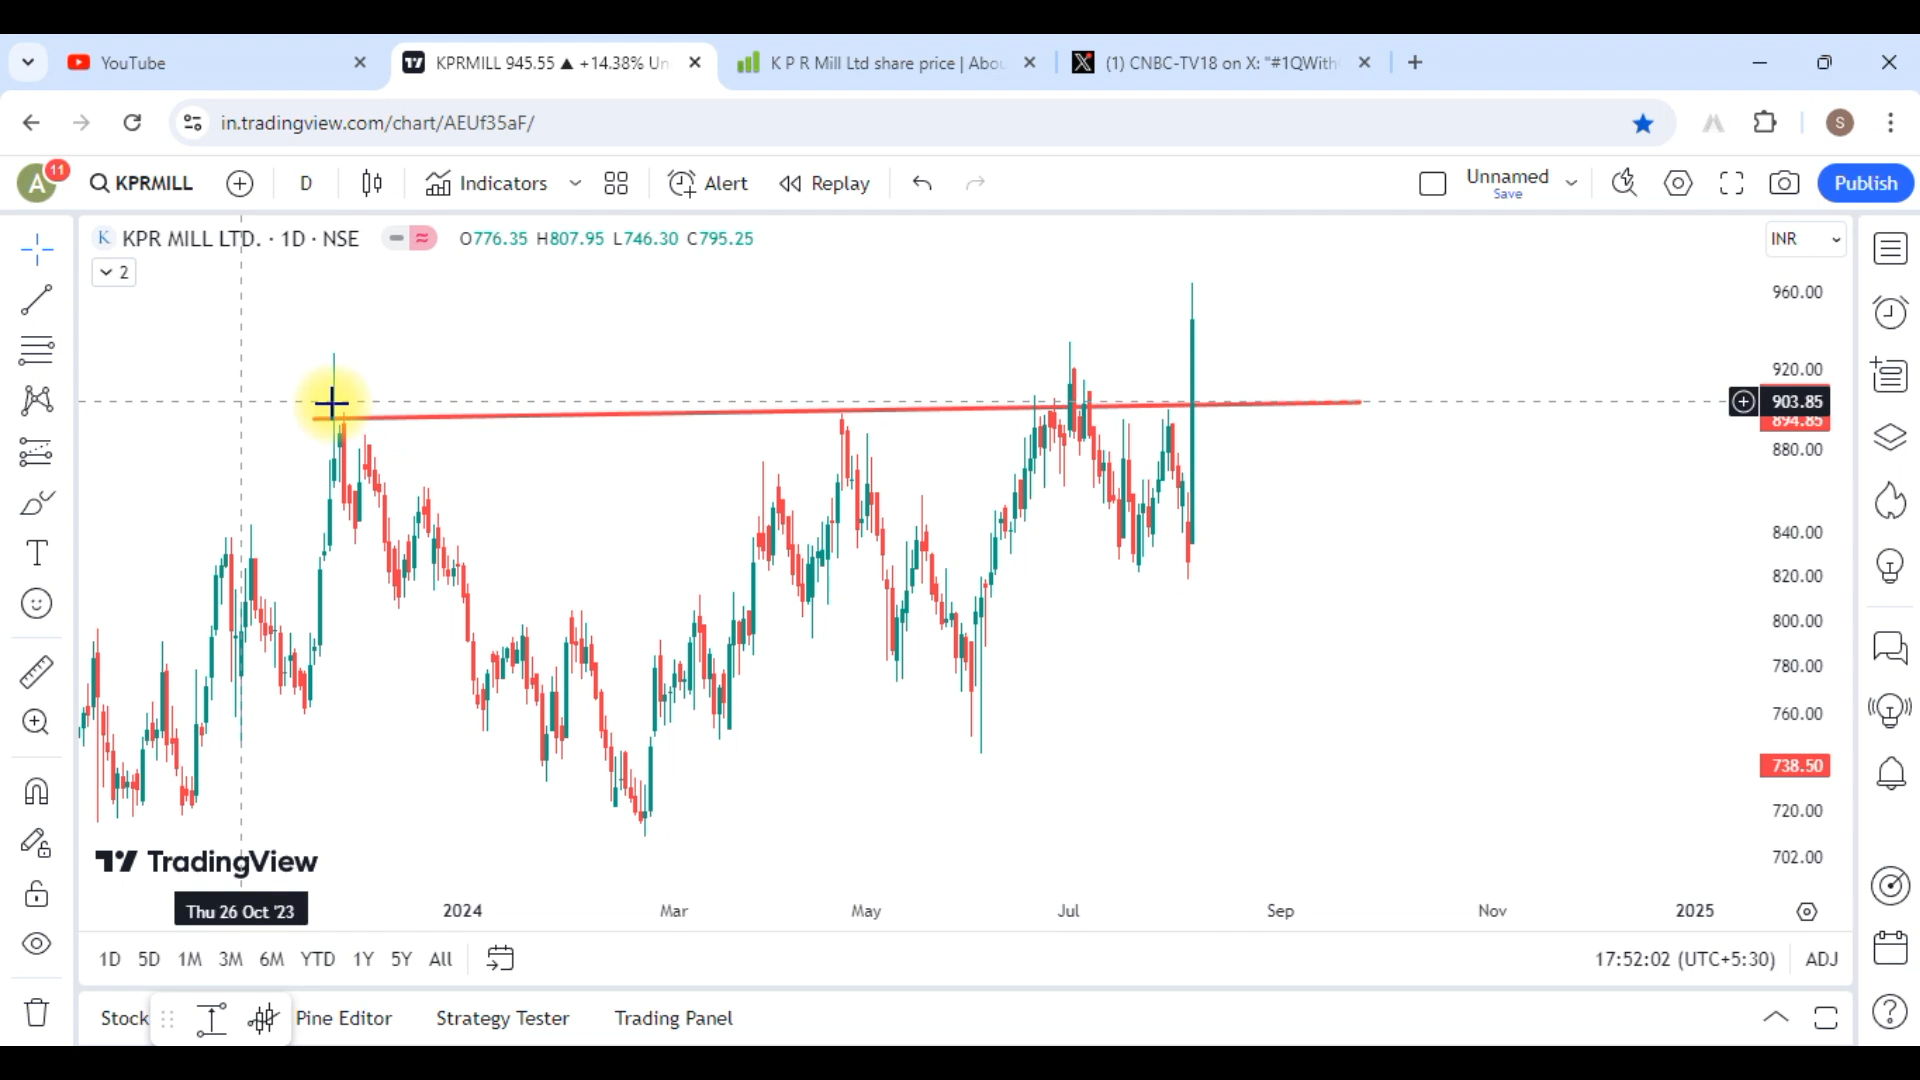 YouTube
KPRMILL 945.55 ▲ +14.38% Un
K P R Mill Ltd share price | Abou
(1) CNBC-TV18 on X: "#1QWith
in.tradingview.com/chart/AEUf35aF/
S
A 11
KPRMILL
D
Indicators
Alert
Replay
Unnamed
Save
Publish
K KPR MILL LTD. · 1D · NSE
O776.35 H807.95 L746.30 C795.25
INR
2
960.00
920.00
903.85
894.85
880.00
840.00
820.00
800.00
780.00
760.00
738.50
720.00
702.00
TradingView
Thu 26 Oct '23
2024
Mar
May
Jul
Sep
Nov
2025
1D 5D 1M 3M 6M YTD 1Y 5Y All
17:52:02 (UTC+5:30)
ADJ
Stock
Pine Editor
Strategy Tester
Trading Panel